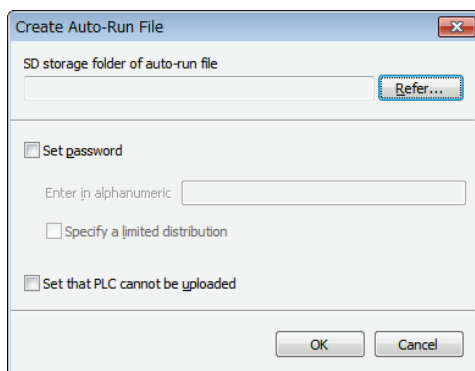 Create Auto-Run File
SD storage folder of auto-run file
Refer...
Set password
Enter in alphanumeric
Specify a limited distribution
Set that PLC cannot be uploaded
OK Cancel